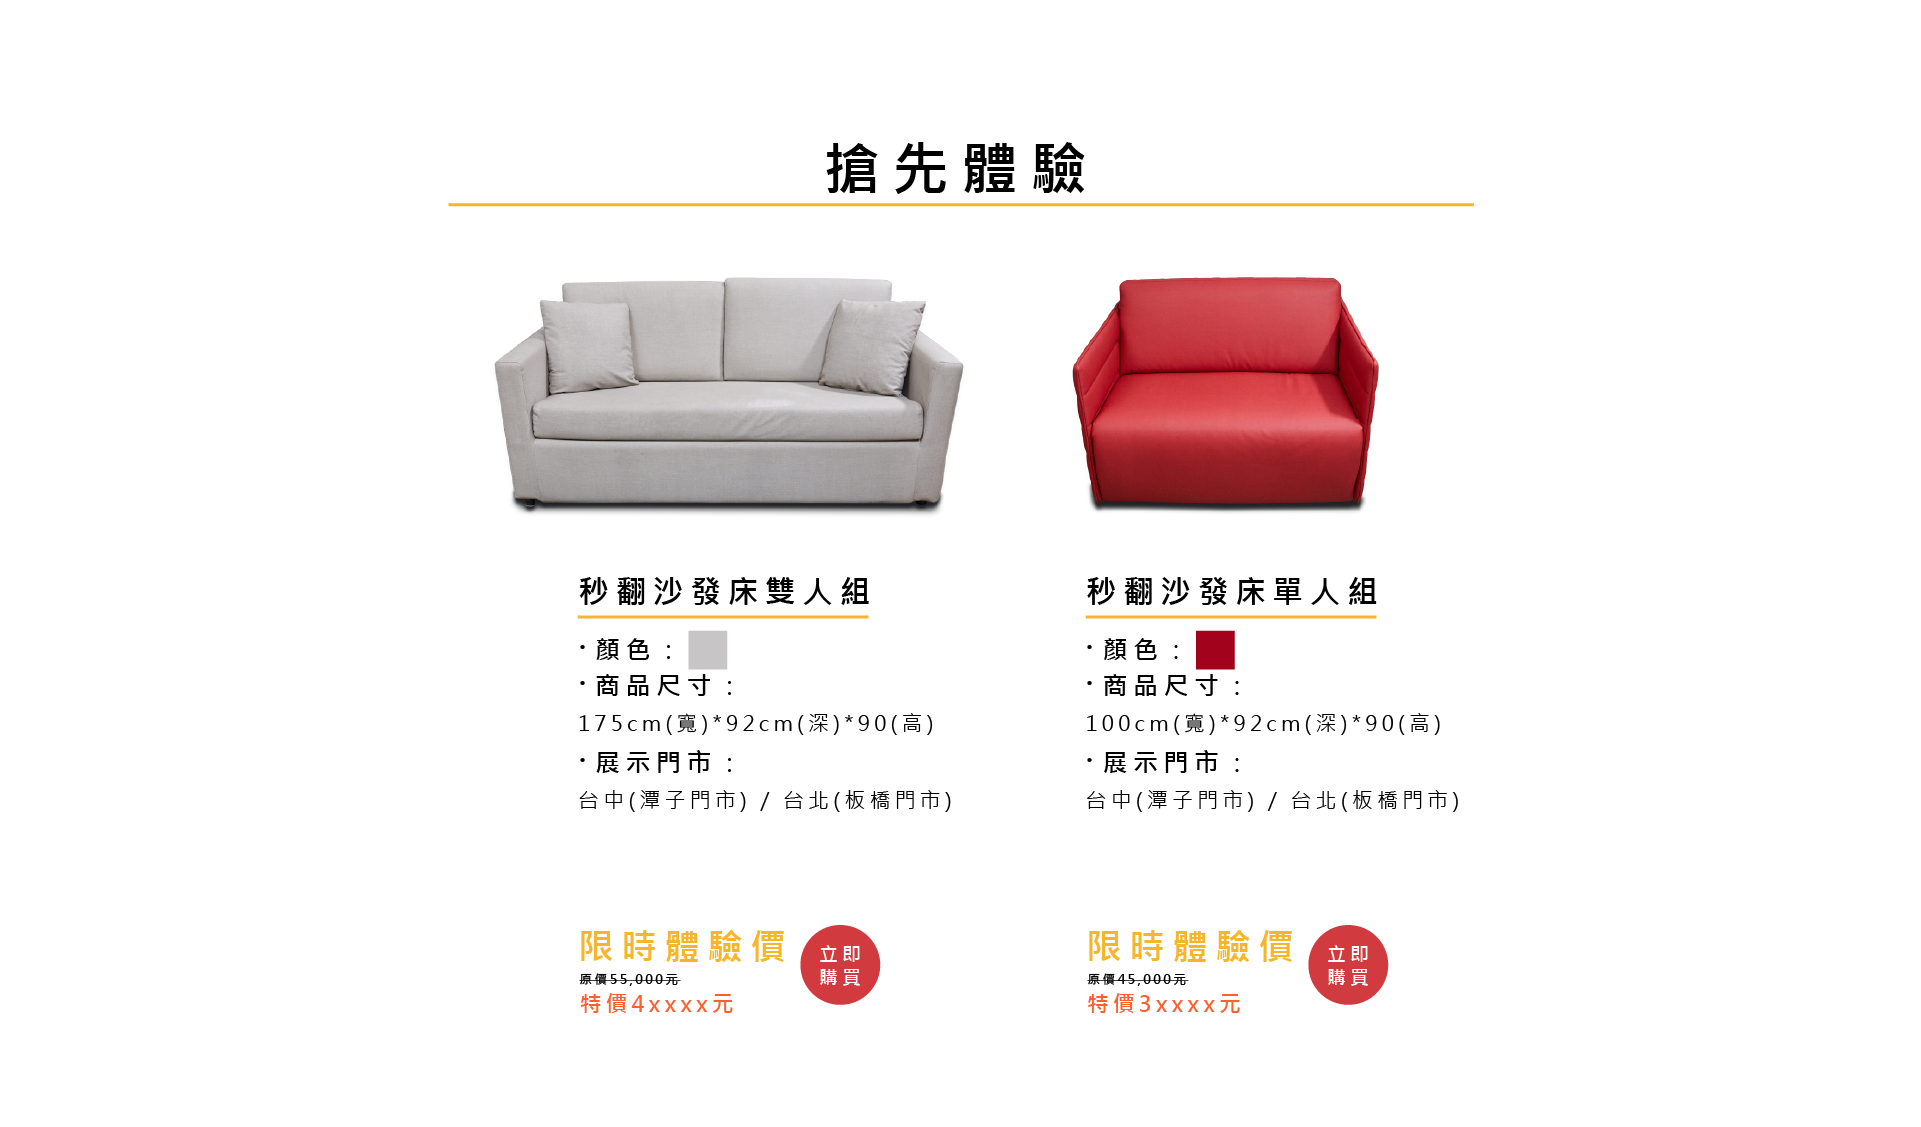 搶先體驗
秒翻沙發床雙人組
·顏色：
·商品尺寸：
175cm(寬)*92cm(深)*90(高)
·展示門市：
台中(潭子門市) / 台北(板橋門市)
限時體驗價
原價55,000元
特價4xxxx元
立即
購買
秒翻沙發床單人組
·顏色：
·商品尺寸：
100cm(寬)*92cm(深)*90(高)
·展示門市：
台中(潭子門市) / 台北(板橋門市)
限時體驗價
原價45,000元
特價3xxxx元
立即
購買